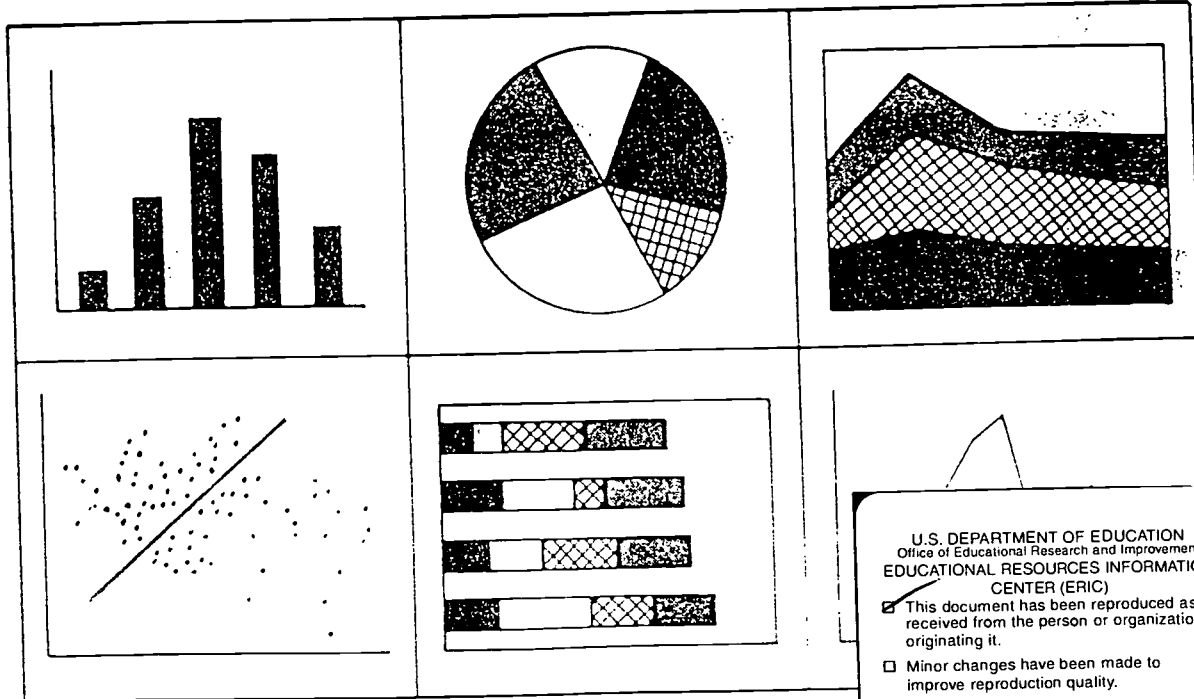 U.S. DEPARTMENT OF EDUCATION
Office of Educational Research and Improvemen
EDUCATIONAL RESOURCES INFORMATIO
CENTER (ERIC)
This document has been reproduced as
received from the person or organizatio
originating it.
Minor changes have been made to
improve reproduction quality.